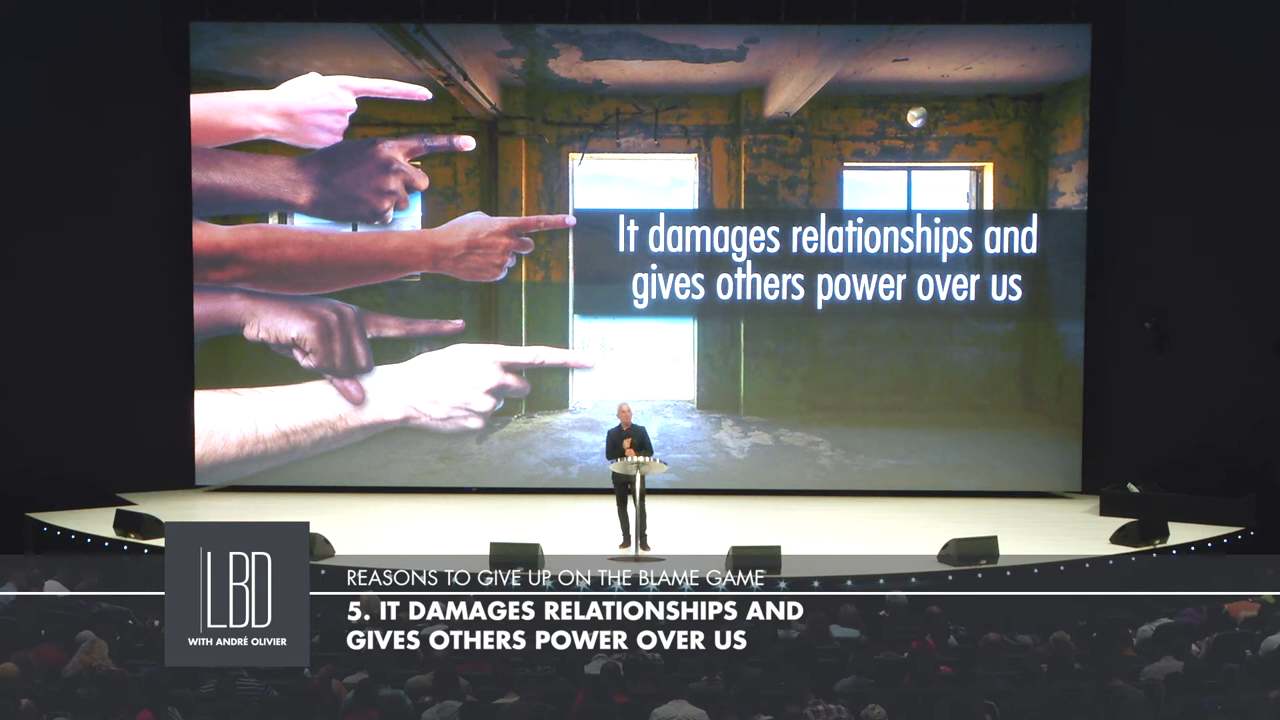 It damages relationships and
gives others power over us
LBD
WITH ANDRÉ OLIVIER
REASONS TO GIVE UP ON THE BLAME GAME
5. IT DAMAGES RELATIONSHIPS AND
GIVES OTHERS POWER OVER US